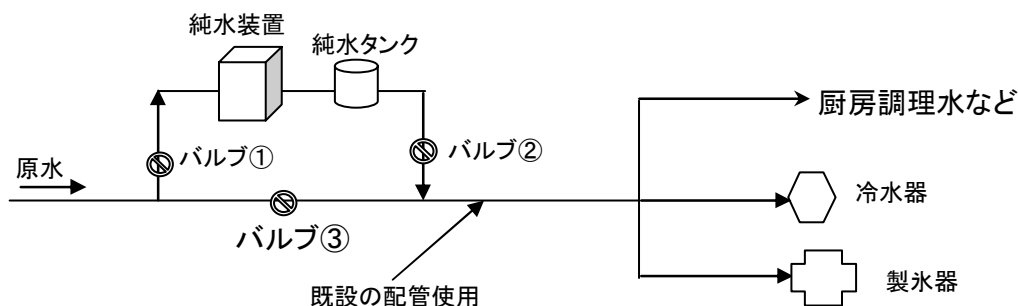 純水装置
純水タンク
厨房調理水など
バルブ①
バルブ②
原水
冷水器
バルブ③
製氷器
既設の配管使用